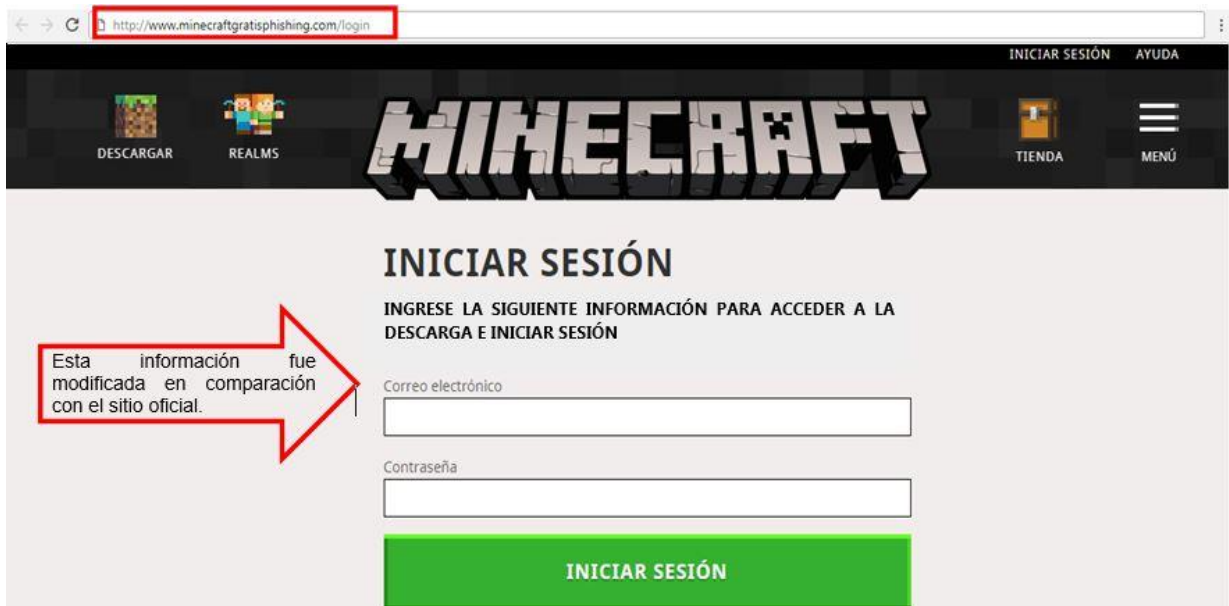 http://www.minecraftgratisphishing.com/login
INICIAR SESIÓN AYUDA
DESCARGAR REALMS MINECRAFT TIENDA MENÚ
INICIAR SESIÓN
INGRESE LA SIGUIENTE INFORMACIÓN PARA ACCEDER A LA
DESCARGA E INICIAR SESIÓN
Esta información fue
modificada en comparación
con el sitio oficial.
Correo electrónico
Contraseña
INICIAR SESIÓN